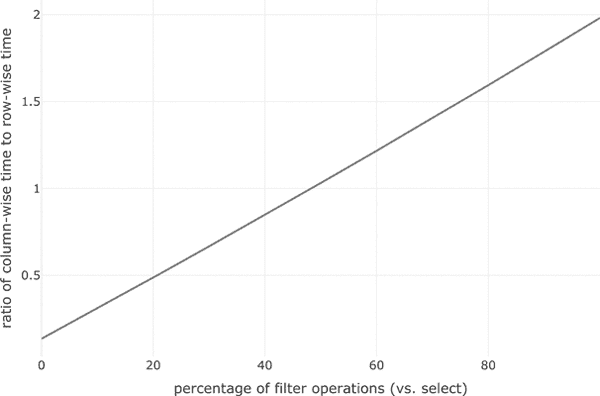 ratio of column-wise time to row-wise time
2
1.5
1
0.5
0 20 40 60 80
percentage of filter operations (vs. select)